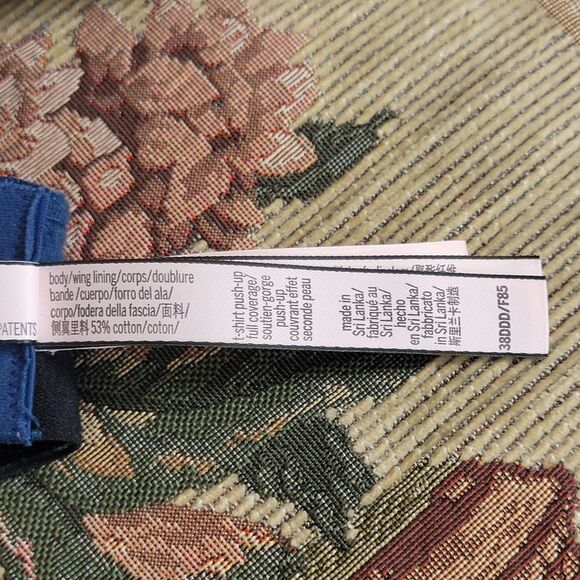 PATENTS
body/wing lining/corps/doublure
bande/cuerpo/forro del ala/
corpo/fodera della fascia/面料/
侧翼里料 53% cotton/coton/
t-shirt push-up
full coverage/
soutien-gorge
push-up
couvrant effet
seconde peau/
made in
Sri Lanka/
fabriqué au
Sri Lanka/
hecho
en Sri Lanka/
fabbricato
in Sri Lanka/
斯里兰卡制造
38DDD/F85